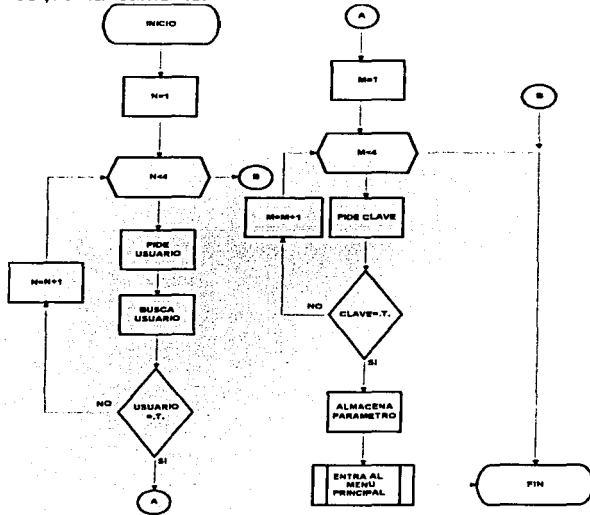 INICIO
N=1
N<4
B
PIDE
USUARIO
N=N+1
BUSCA
USUARIO
NO
USUARIO
=.T.
SI
A
A
M=1
B
M<4
M=M+1
PIDE CLAVE
NO
CLAVE=.T.
SI
ALMACENA
PARAMETRO
ENTRA AL
MENU
PRINCIPAL
FIN